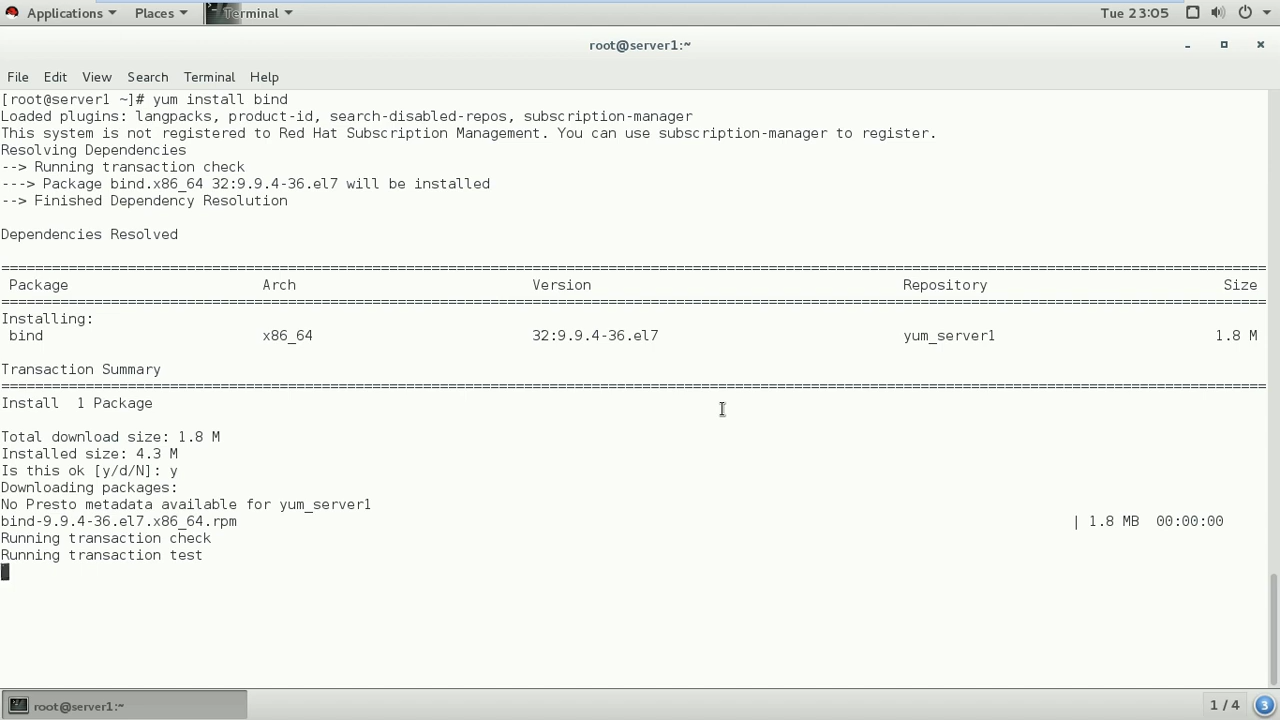 Applications Places Terminal Tue 23:05
root@server1:~
File Edit View Search Terminal Help
[root@server1 ~]# yum install bind
Loaded plugins: langpacks, product-id, search-disabled-repos, subscription-manager
This system is not registered to Red Hat Subscription Management. You can use subscription-manager to register.
Resolving Dependencies
--> Running transaction check
---> Package bind.x86_64 32:9.9.4-36.el7 will be installed
--> Finished Dependency Resolution
Dependencies Resolved
================================================================================
Package Arch Version Repository Size
================================================================================
Installing:
bind x86_64 32:9.9.4-36.el7 yum_server1 1.8 M
Transaction Summary
================================================================================
Install  1 Package
Total download size: 1.8 M
Installed size: 4.3 M
Is this ok [y/d/N]: y
Downloading packages:
No Presto metadata available for yum_server1
bind-9.9.4-36.el7.x86_64.rpm | 1.8 MB  00:00:00
Running transaction check
Running transaction test
root@server1:~ 1 / 4 3